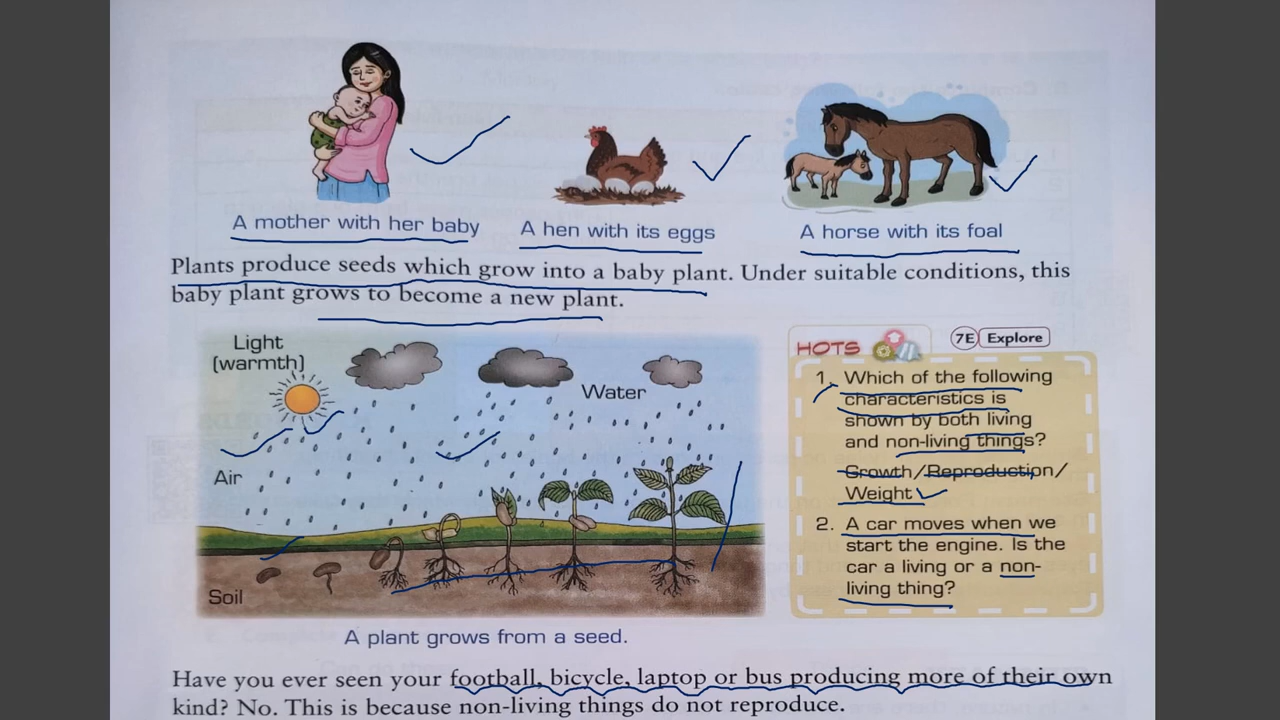 A mother with her baby
A hen with its eggs
A horse with its foal
Plants produce seeds which grow into a baby plant. Under suitable conditions, this
baby plant grows to become a new plant.
Light
(warmth)
Water
Air
Soil
A plant grows from a seed.
HOTS
7E Explore
1. Which of the following
characteristics is
shown by both living
and non-living things?
Growth/Reproduction/
Weight
2. A car moves when we
start the engine. Is the
car a living or a non-
living thing?
Have you ever seen your football, bicycle, laptop or bus producing more of their own
kind? No. This is because non-living things do not reproduce.